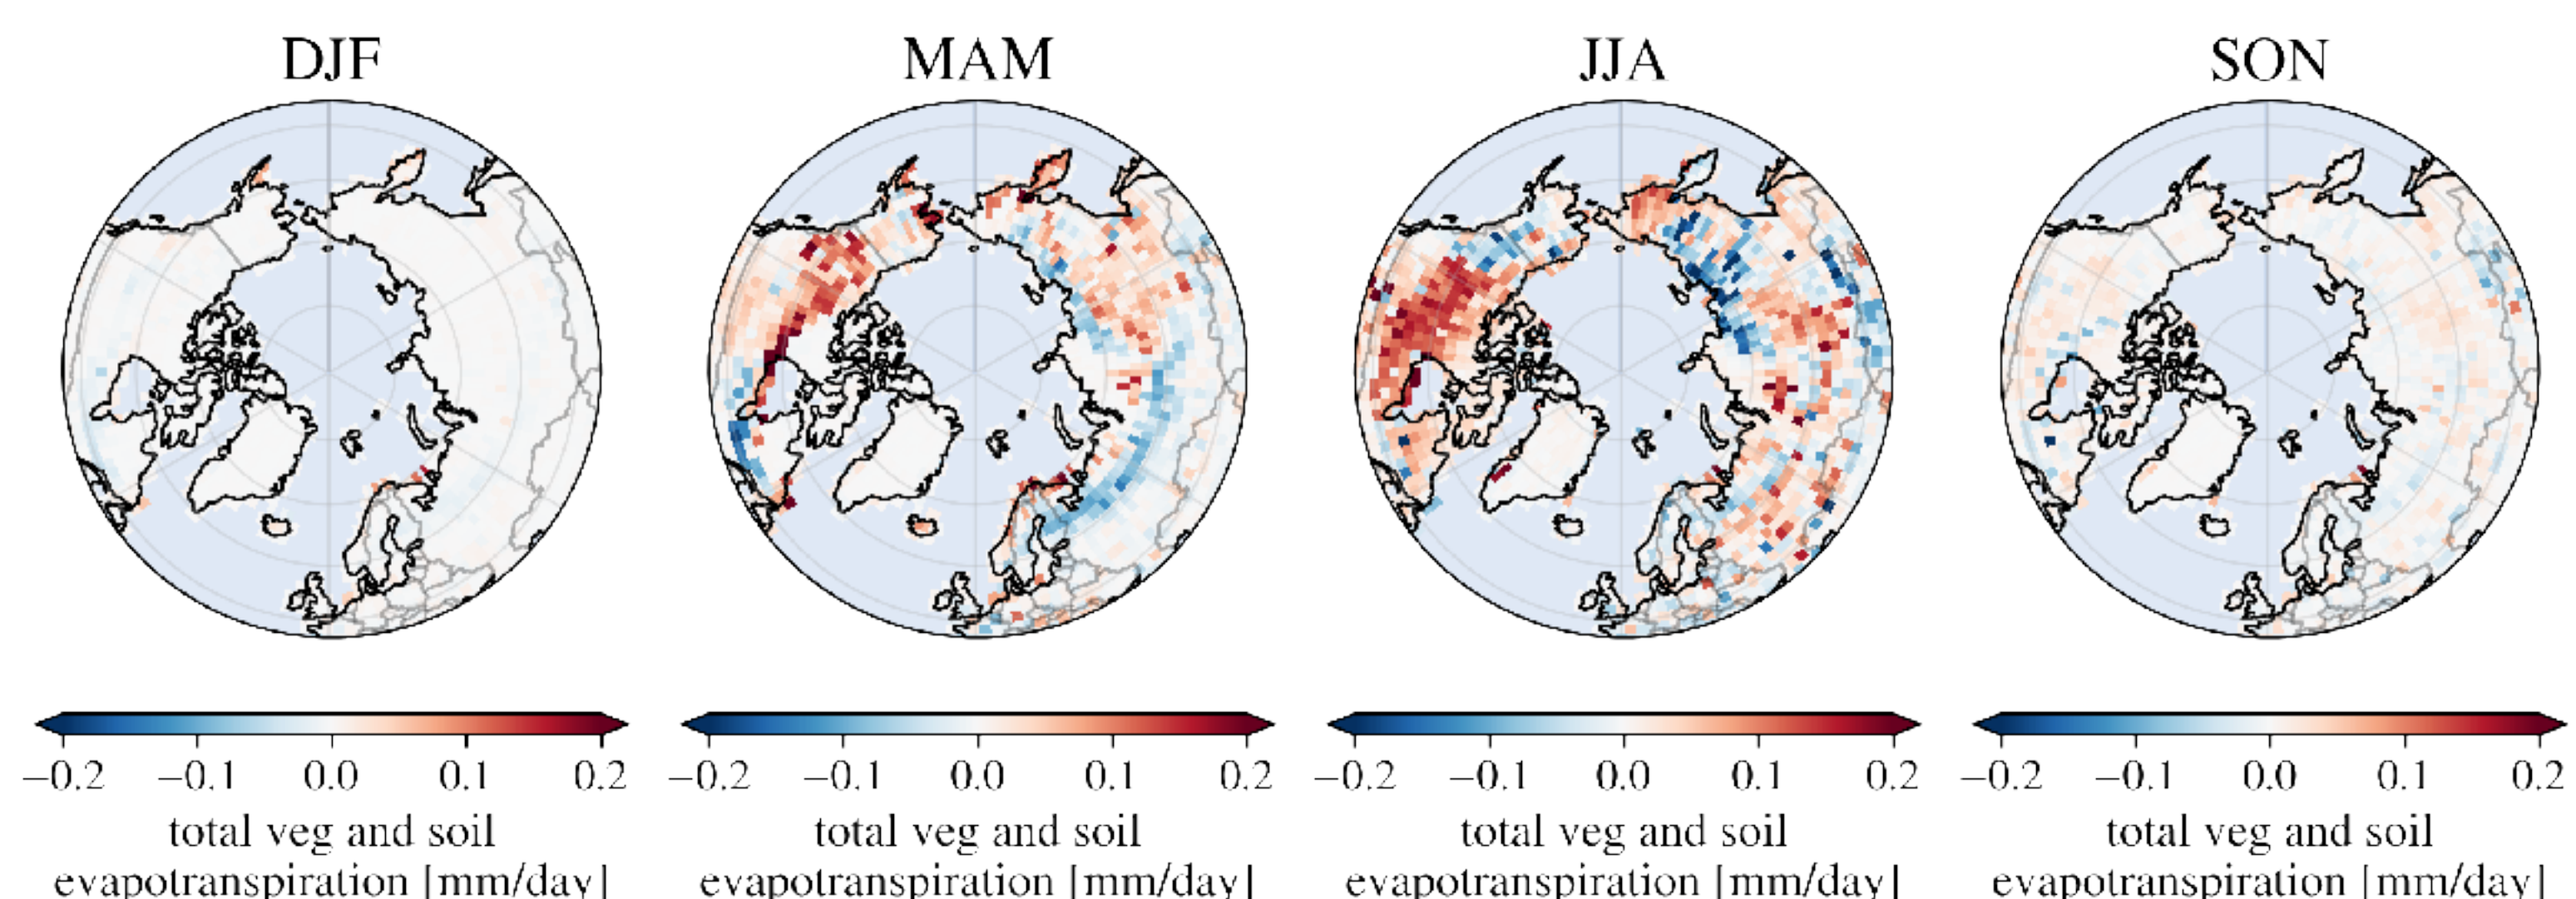 DJF MAM JJA SON
−0.2 −0.1 0.0 0.1 0.2 −0.2 −0.1 0.0 0.1 0.2 −0.2 −0.1 0.0 0.1 0.2 −0.2 −0.1 0.0 0.1 0.2
total veg and soil total veg and soil total veg and soil total veg and soil
evapotranspiration [mm/day] evapotranspiration [mm/day] evapotranspiration [mm/day] evapotranspiration [mm/day]